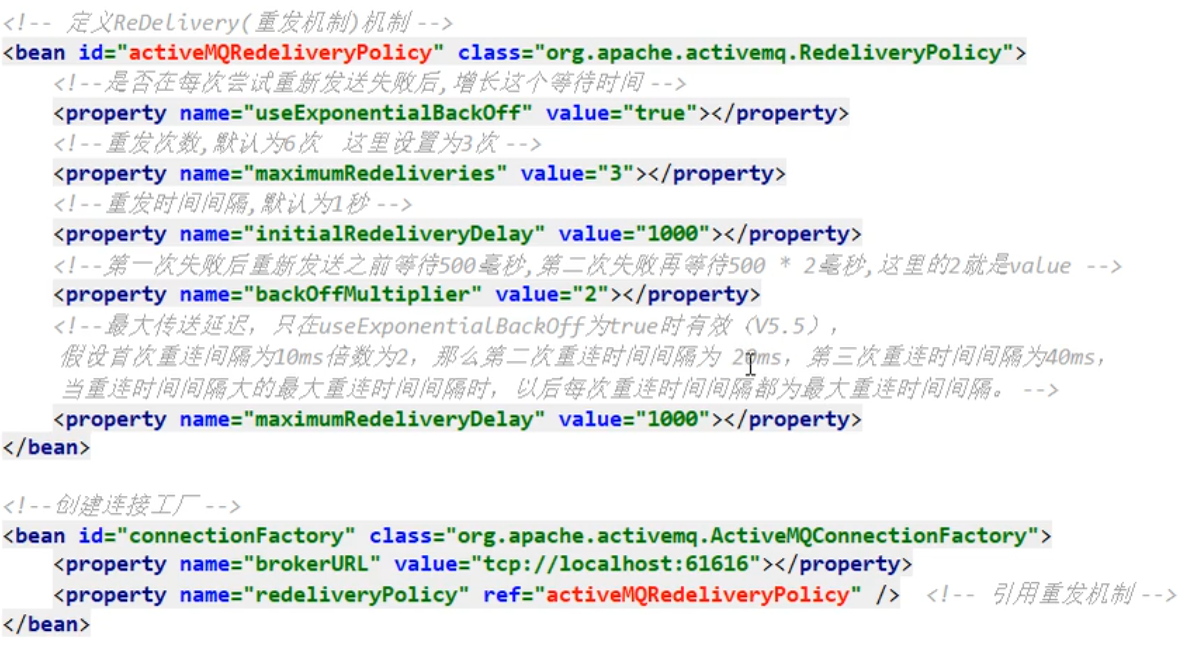 <!-- 定义ReDelivery(重发机制)机制 -->
<bean id="activeMQRedeliveryPolicy" class="org.apache.activemq.RedeliveryPolicy">
<!--是否在每次尝试重新发送失败后,增长这个等待时间 -->
<property name="useExponentialBackOff" value="true"></property>
<!--重发次数,默认为6次 这里设置为3次 -->
<property name="maximumRedeliveries" value="3"></property>
<!--重发时间间隔,默认为1秒 -->
<property name="initialRedeliveryDelay" value="1000"></property>
<!--第一次失败后重新发送之前等待500毫秒,第二次失败再等待500 * 2毫秒,这里的2就是value -->
<property name="backOffMultiplier" value="2"></property>
<!--最大传送延迟，只在useExponentialBackOff为true时有效（V5.5），
假设首次重连间隔为10ms倍数为2，那么第二次重连时间间隔为 20ms，第三次重连时间间隔为40ms，
当重连时间间隔大的最大重连时间间隔时，以后每次重连时间间隔都为最大重连时间间隔。 -->
<property name="maximumRedeliveryDelay" value="1000"></property>
</bean>
<!--创建连接工厂 -->
<bean id="connectionFactory" class="org.apache.activemq.ActiveMQConnectionFactory">
<property name="brokerURL" value="tcp://localhost:61616"></property>
<property name="redeliveryPolicy" ref="activeMQRedeliveryPolicy" /> <!-- 引用重发机制 -->
</bean>